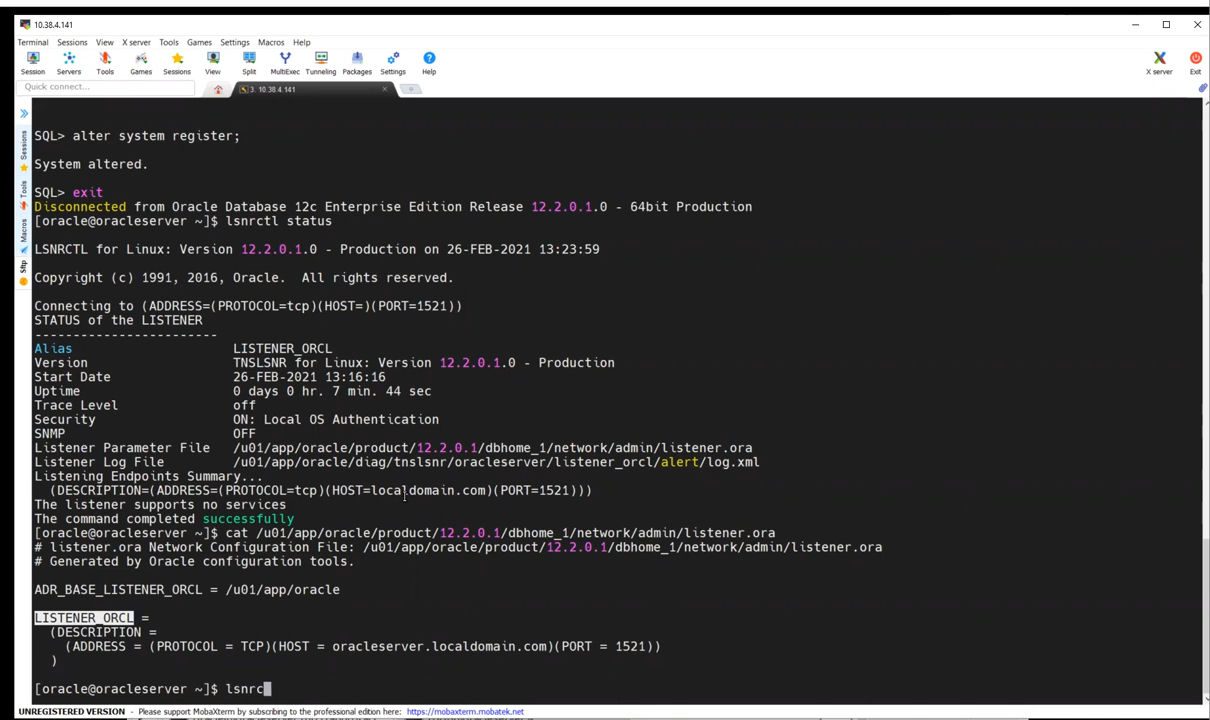 10.38.4.141
Terminal Sessions View X server Tools Games Settings Macros Help
Session Servers Tools Games Sessions View Split MultiExec Tunneling Packages Settings Help X server Exit
Quick connect...
3. 10.38.4.141
Sessions
Tools
Macros
Sftp
SQL> alter system register;
System altered.
SQL> exit
Disconnected from Oracle Database 12c Enterprise Edition Release 12.2.0.1.0 - 64bit Production
[oracle@oracleserver ~]$ lsnrctl status
LSNRCTL for Linux: Version 12.2.0.1.0 - Production on 26-FEB-2021 13:23:59
Copyright (c) 1991, 2016, Oracle.  All rights reserved.
Connecting to (ADDRESS=(PROTOCOL=tcp)(HOST=)(PORT=1521))
STATUS of the LISTENER
------------------------
Alias                     LISTENER_ORCL
Version                   TNSLSNR for Linux: Version 12.2.0.1.0 - Production
Start Date                26-FEB-2021 13:16:16
Uptime                    0 days 0 hr. 7 min. 44 sec
Trace Level               off
Security                  ON: Local OS Authentication
SNMP                      OFF
Listener Parameter File   /u01/app/oracle/product/12.2.0.1/dbhome_1/network/admin/listener.ora
Listener Log File         /u01/app/oracle/diag/tnslsnr/oracleserver/listener_orcl/alert/log.xml
Listening Endpoints Summary...
  (DESCRIPTION=(ADDRESS=(PROTOCOL=tcp)(HOST=localdomain.com)(PORT=1521)))
The listener supports no services
The command completed successfully
[oracle@oracleserver ~]$ cat /u01/app/oracle/product/12.2.0.1/dbhome_1/network/admin/listener.ora
# listener.ora Network Configuration File: /u01/app/oracle/product/12.2.0.1/dbhome_1/network/admin/listener.ora
# Generated by Oracle configuration tools.
ADR_BASE_LISTENER_ORCL = /u01/app/oracle
LISTENER_ORCL =
  (DESCRIPTION =
    (ADDRESS = (PROTOCOL = TCP)(HOST = oracleserver.localdomain.com)(PORT = 1521))
  )
[oracle@oracleserver ~]$ lsnrc
UNREGISTERED VERSION - Please support MobaXterm by subscribing to the professional edition here: https://mobaxterm.mobatek.net